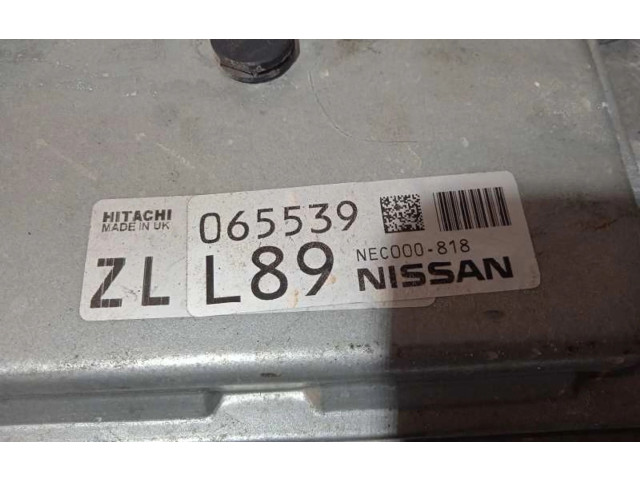 HITACHI
MADE IN UK
065539
NEC000-818
ZL L89 NISSAN